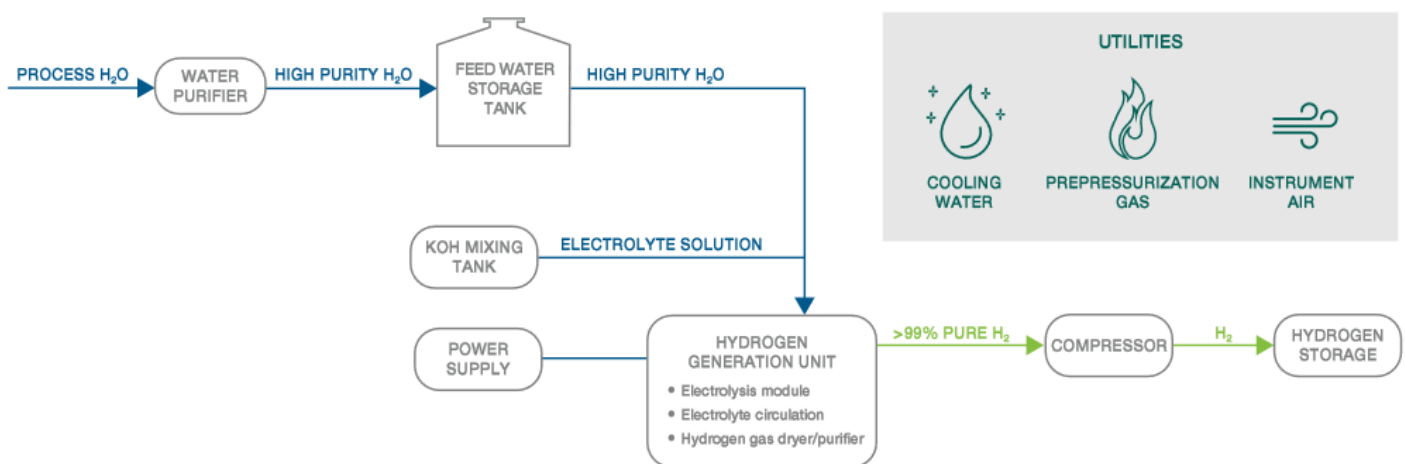 PROCESS H₂O
WATER
PURIFIER
HIGH PURITY H₂O
FEED WATER
STORAGE
TANK
HIGH PURITY H₂O
UTILITIES
COOLING
WATER
PREPRESSURIZATION
GAS
INSTRUMENT
AIR
KOH MIXING
TANK
ELECTROLYTE SOLUTION
POWER
SUPPLY
HYDROGEN
GENERATION UNIT
• Electrolysis module
• Electrolyte circulation
• Hydrogen gas dryer/purifier
>99% PURE H₂
COMPRESSOR
H₂
HYDROGEN
STORAGE